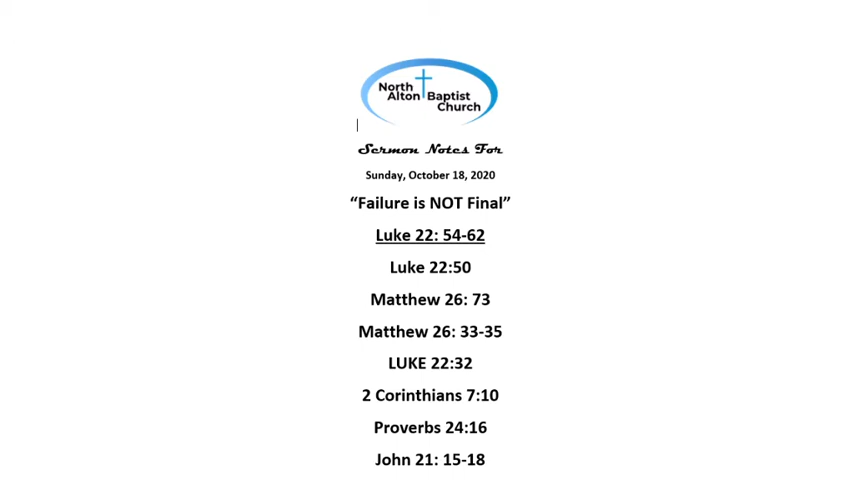 North
Alton Baptist
Church
Sermon Notes For
Sunday, October 18, 2020
“Failure is NOT Final”
Luke 22: 54-62
Luke 22:50
Matthew 26: 73
Matthew 26: 33-35
LUKE 22:32
2 Corinthians 7:10
Proverbs 24:16
John 21: 15-18